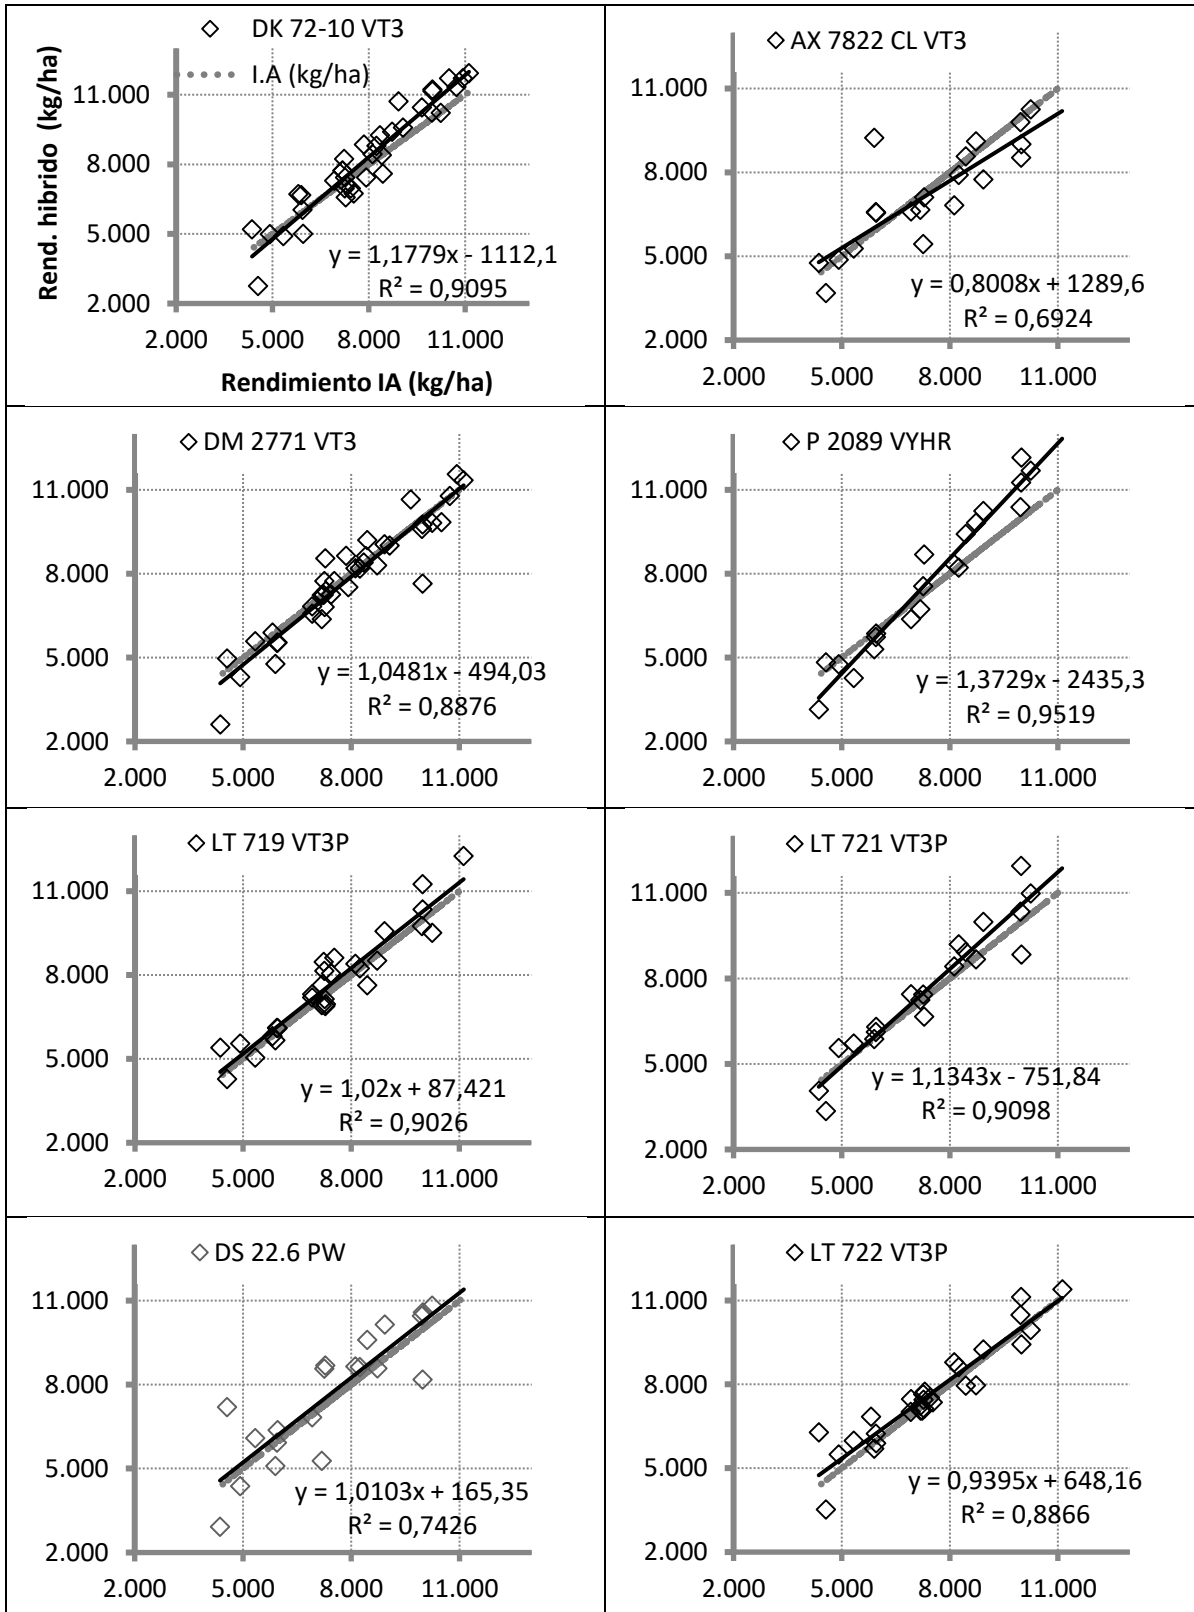 DK 72-10 VT3
I.A (kg/ha)
Rend. hibrido (kg/ha)
11.000
8.000
5.000
2.000
y = 1,1779x - 1112,1
R² = 0,9095
2.000 5.000 8.000 11.000
Rendimiento IA (kg/ha)
AX 7822 CL VT3
11.000
8.000
5.000
2.000
y = 0,8008x + 1289,6
R² = 0,6924
2.000 5.000 8.000 11.000
DM 2771 VT3
11.000
8.000
5.000
2.000
y = 1,0481x - 494,03
R² = 0,8876
2.000 5.000 8.000 11.000
P 2089 VYHR
11.000
8.000
5.000
2.000
y = 1,3729x - 2435,3
R² = 0,9519
2.000 5.000 8.000 11.000
LT 719 VT3P
11.000
8.000
5.000
2.000
y = 1,02x + 87,421
R² = 0,9026
2.000 5.000 8.000 11.000
LT 721 VT3P
11.000
8.000
5.000
2.000
y = 1,1343x - 751,84
R² = 0,9098
2.000 5.000 8.000 11.000
DS 22.6 PW
11.000
8.000
5.000
2.000
y = 1,0103x + 165,35
R² = 0,7426
2.000 5.000 8.000 11.000
LT 722 VT3P
11.000
8.000
5.000
2.000
y = 0,9395x + 648,16
R² = 0,8866
2.000 5.000 8.000 11.000